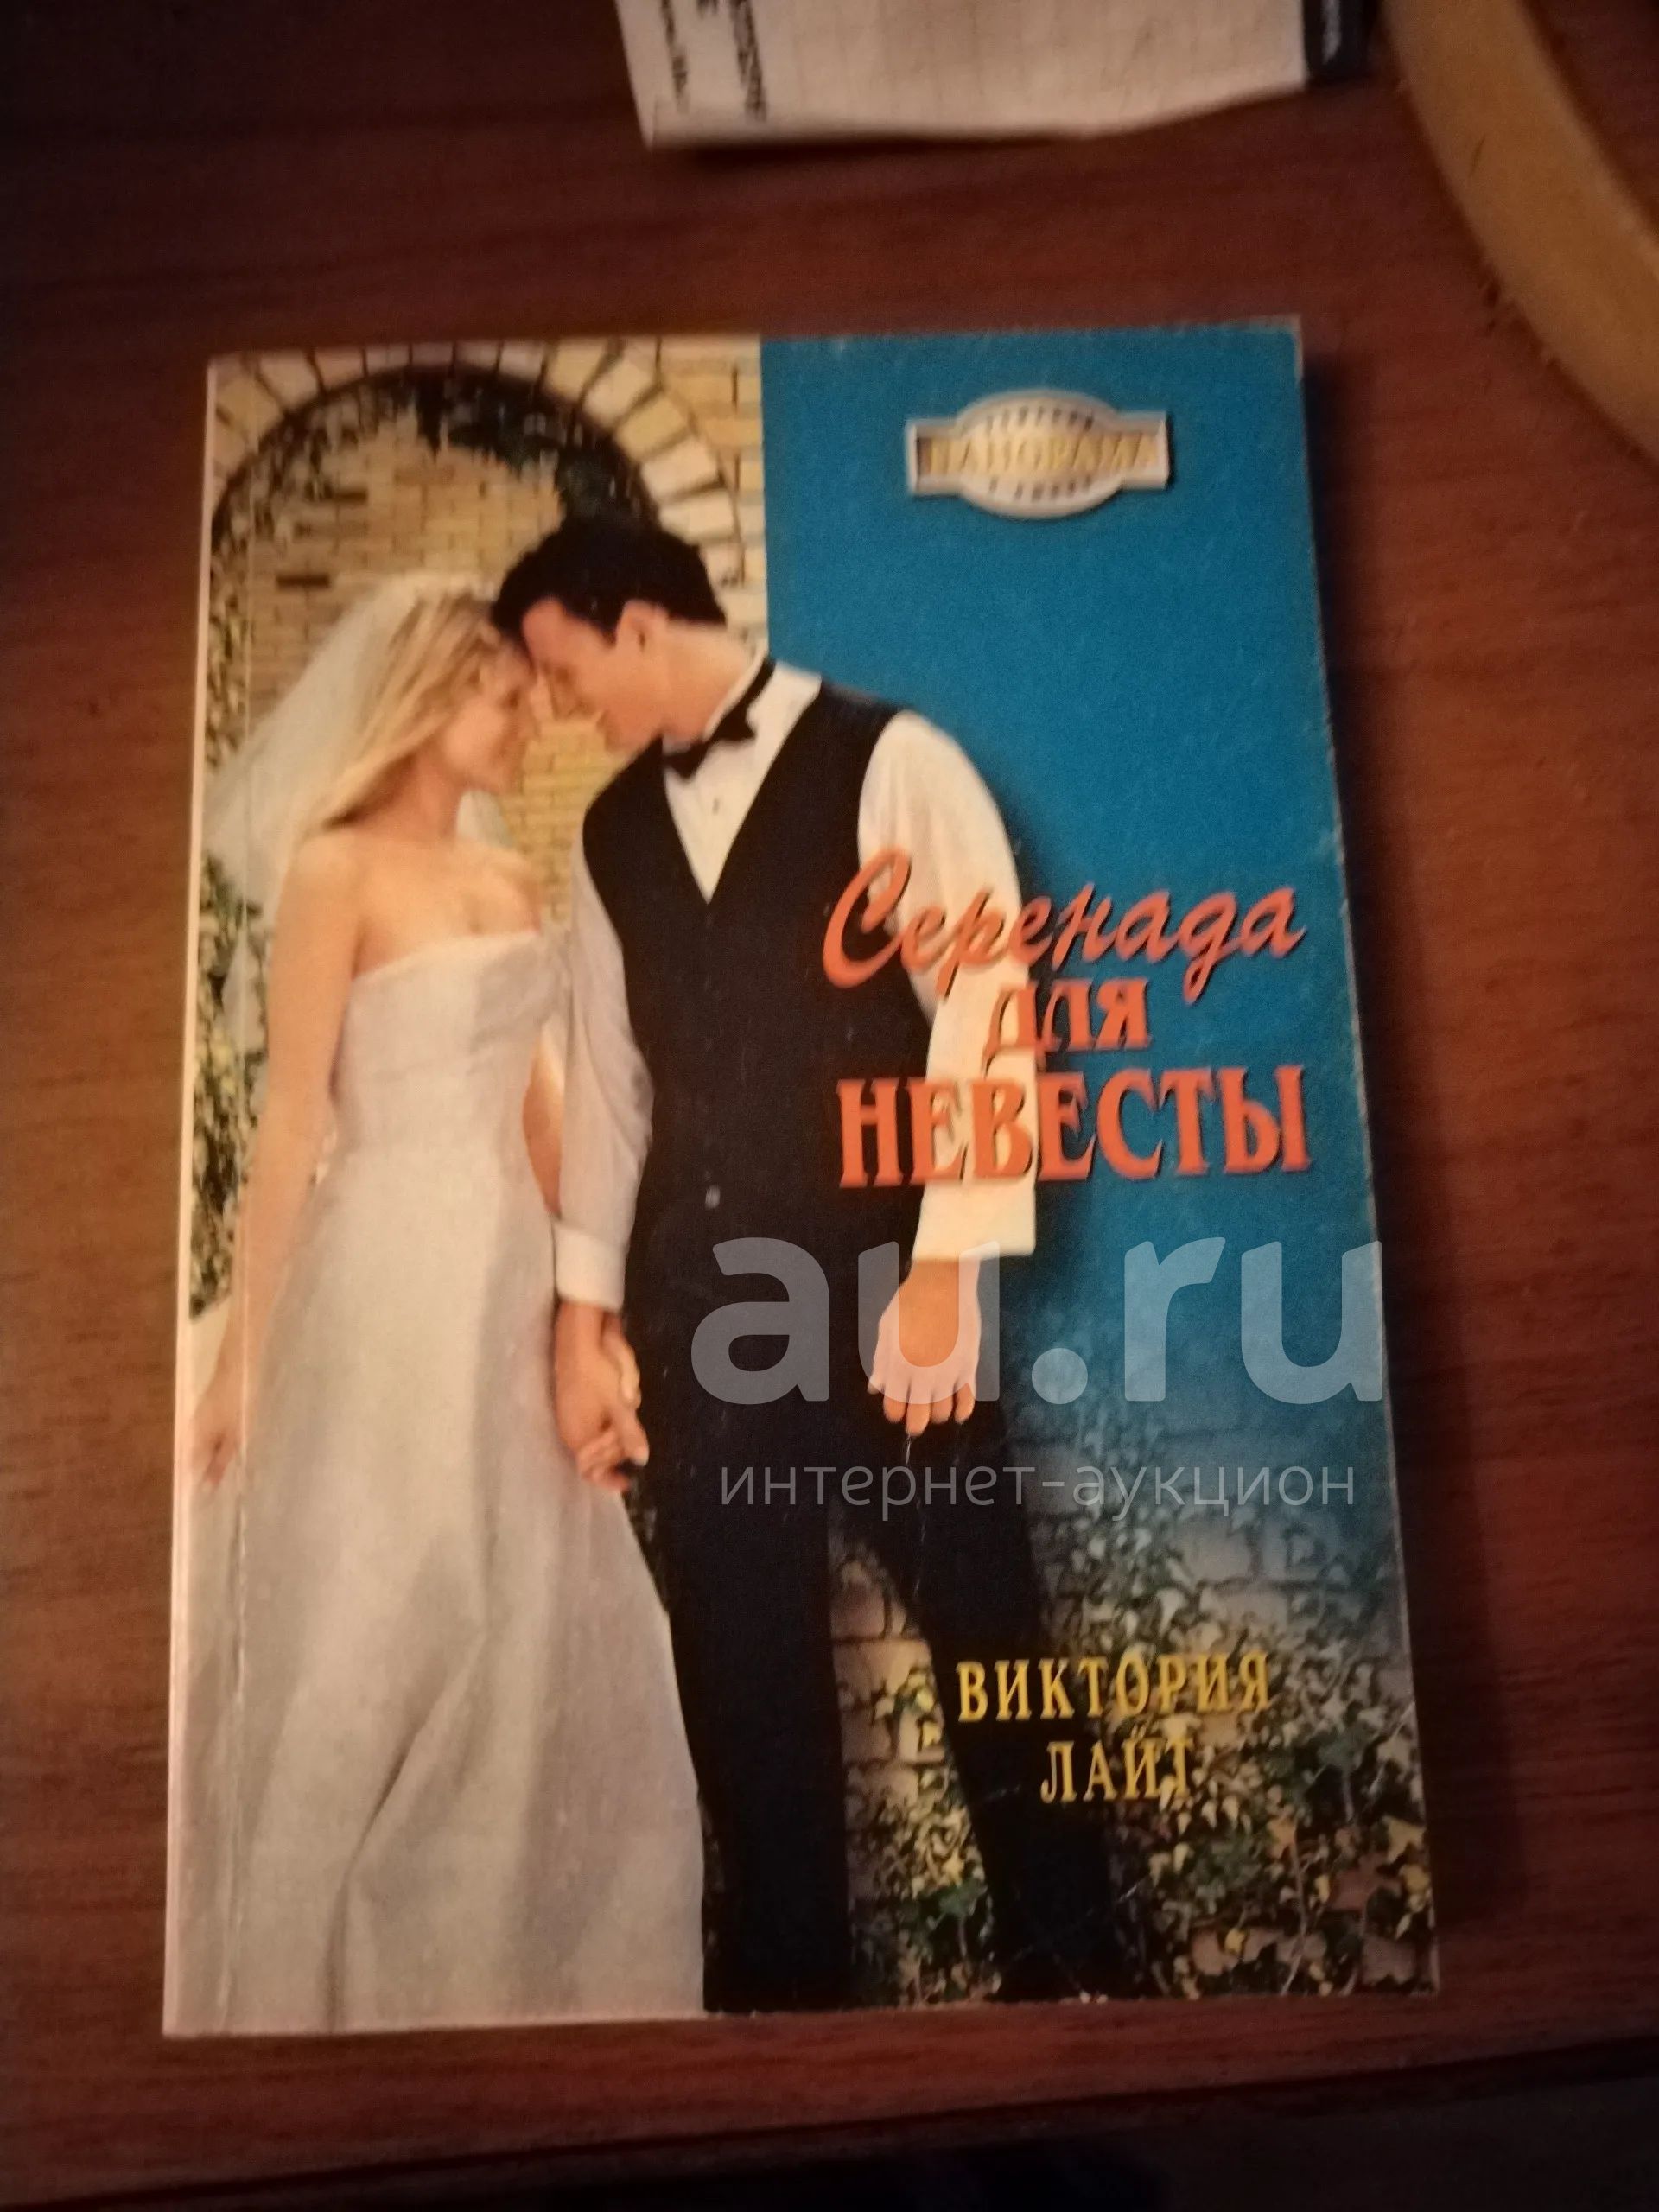 ПАНОРАМА
Серенада
для
НЕВЕСТЫ
au.ru
интернет-аукцион
ВИКТОРИЯ
ЛАЙТ